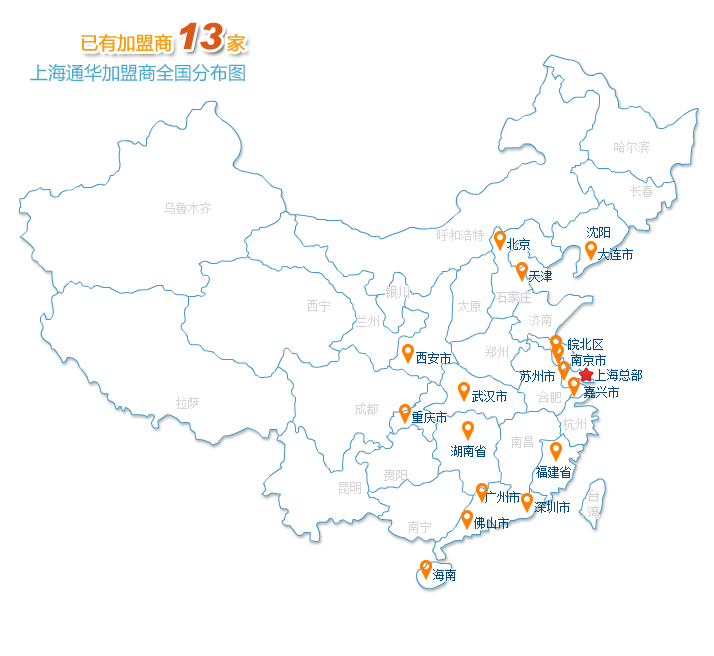 已有加盟商 13 家
上海通华加盟商全国分布图
哈尔滨
长春
乌鲁木齐
沈阳
呼和浩特
北京
大连市
天津
银川
石家庄
西宁
太原
兰州
济南
皖北区
郑州
西安市
南京市
苏州市
上海总部
嘉兴市
武汉市
合肥
拉萨
成都
重庆市
杭州
南昌
湖南省
福建省
贵阳
昆明
广州市
台湾
深圳市
南宁
佛山市
海南